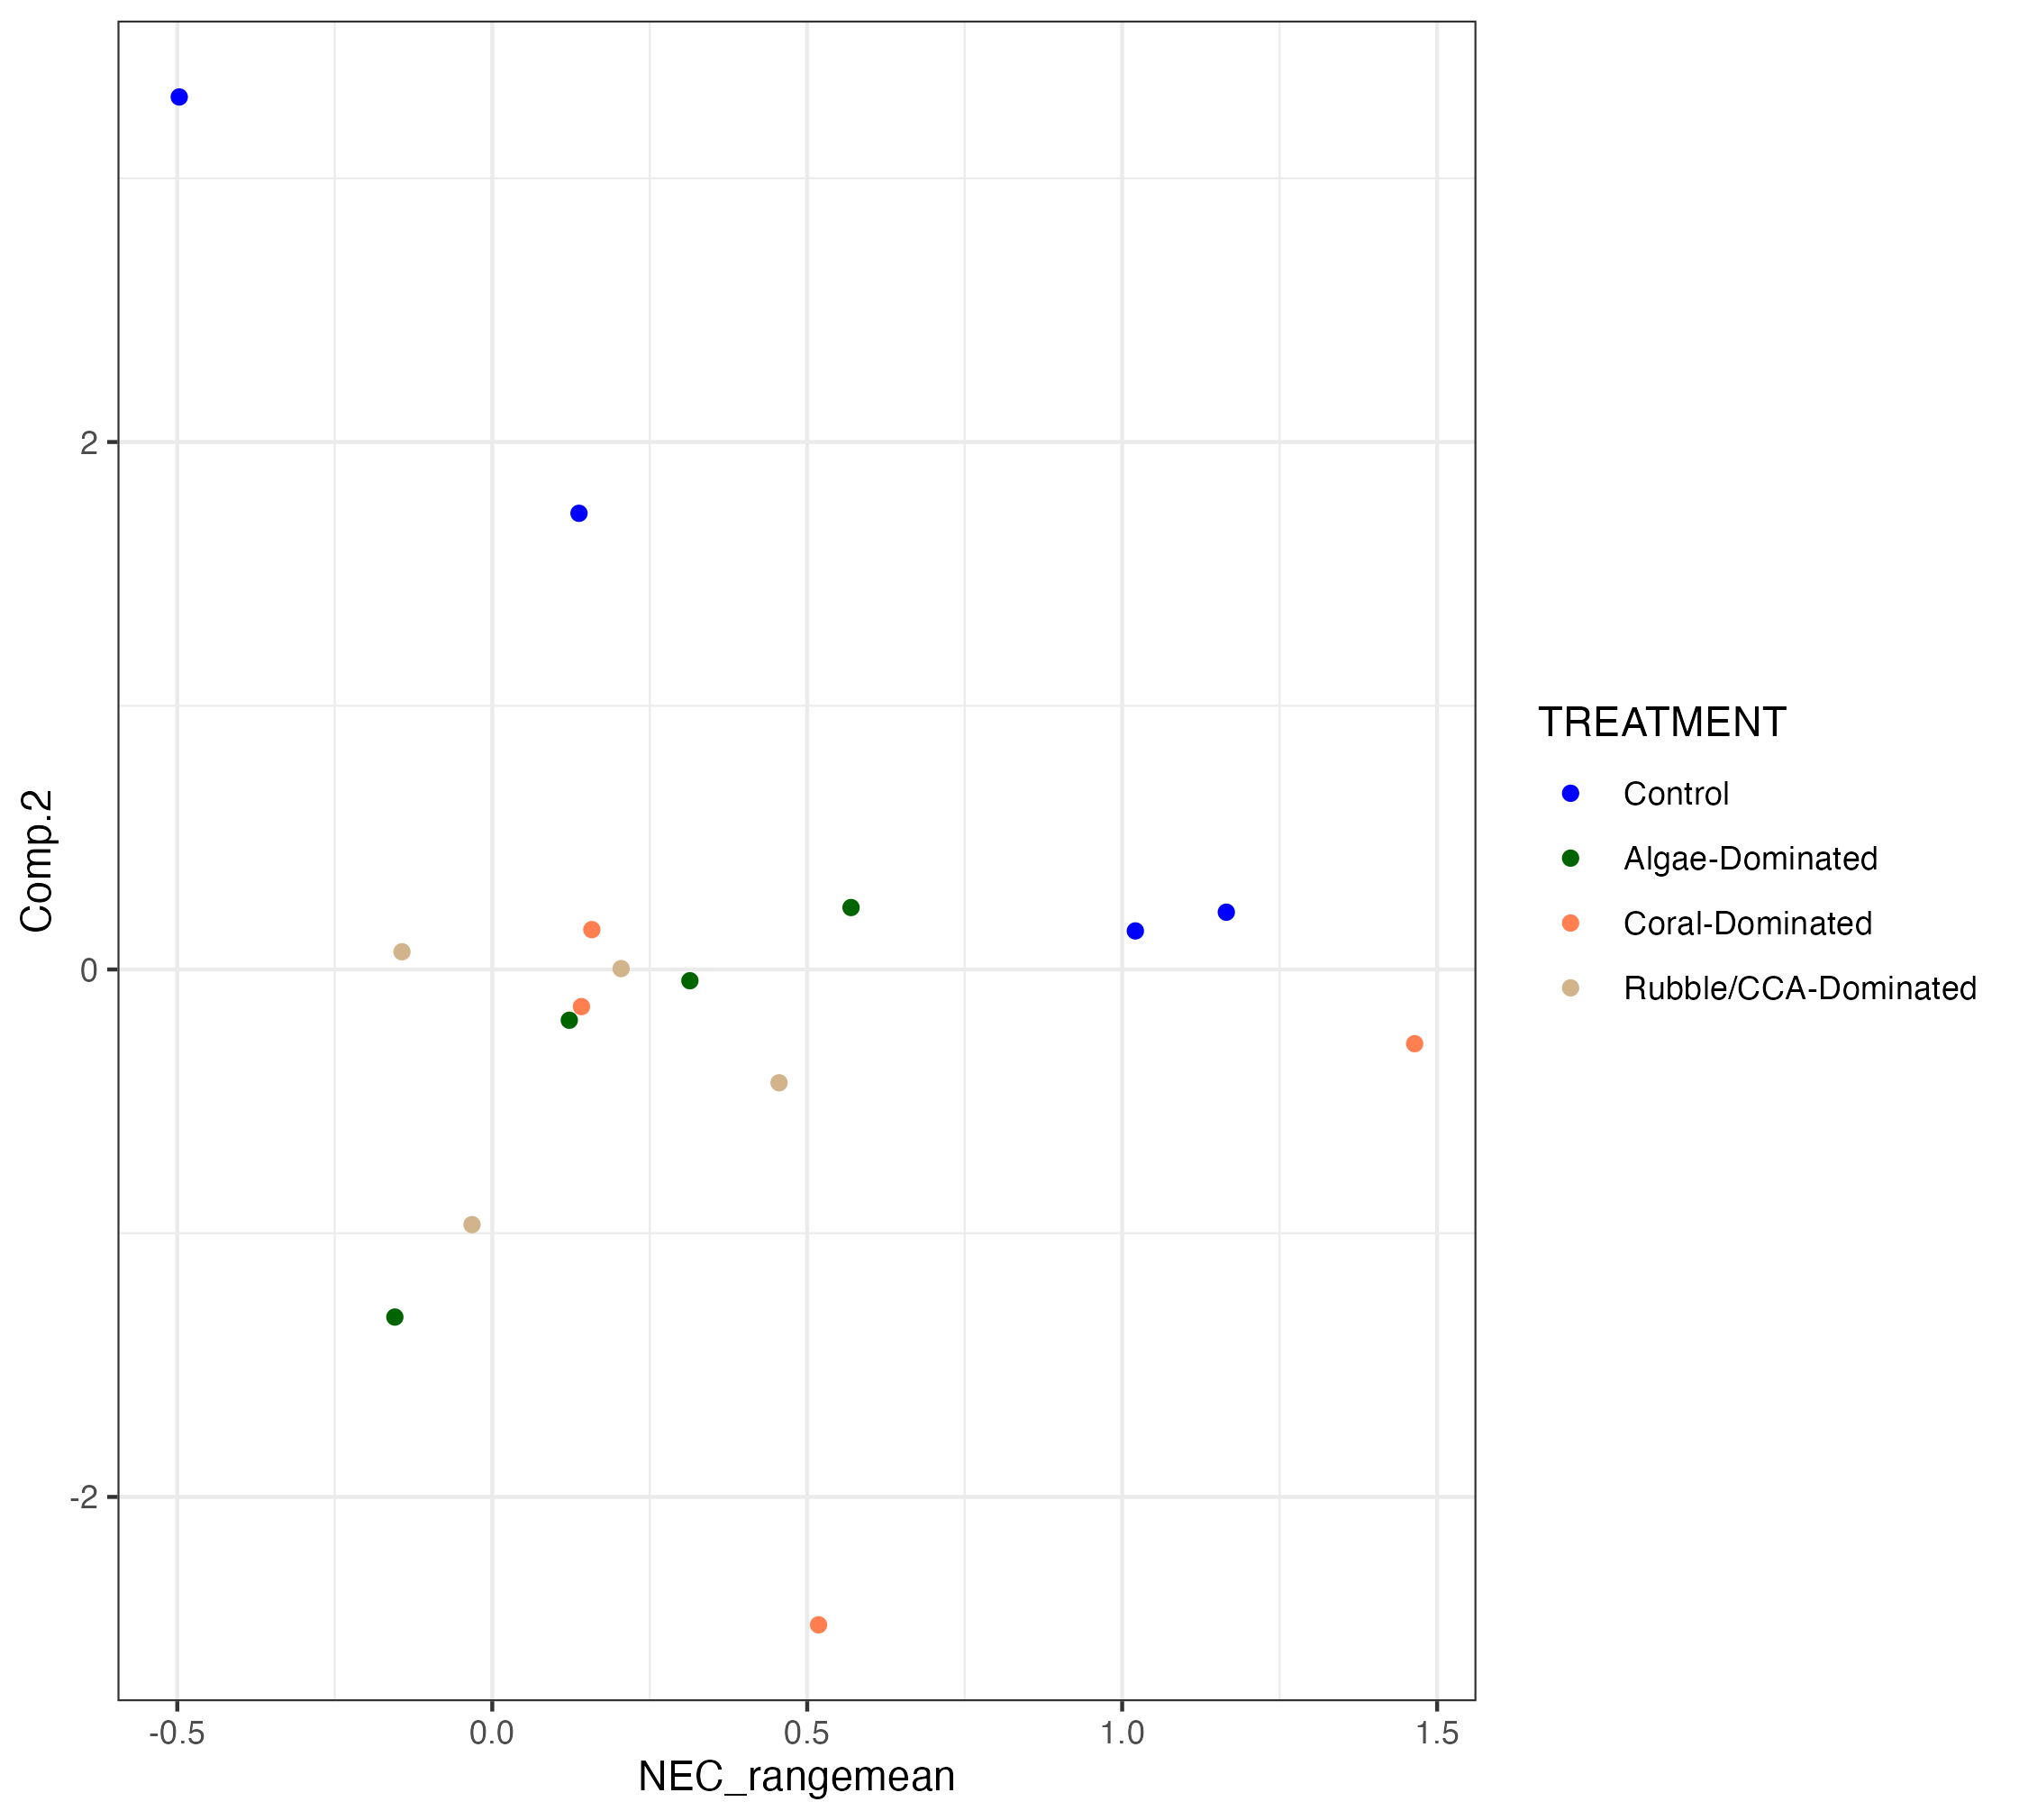 Comp.2
2
0
-2
-0.5 0.0 0.5 1.0 1.5
NEC_rangemean
TREATMENT
Control
Algae-Dominated
Coral-Dominated
Rubble/CCA-Dominated